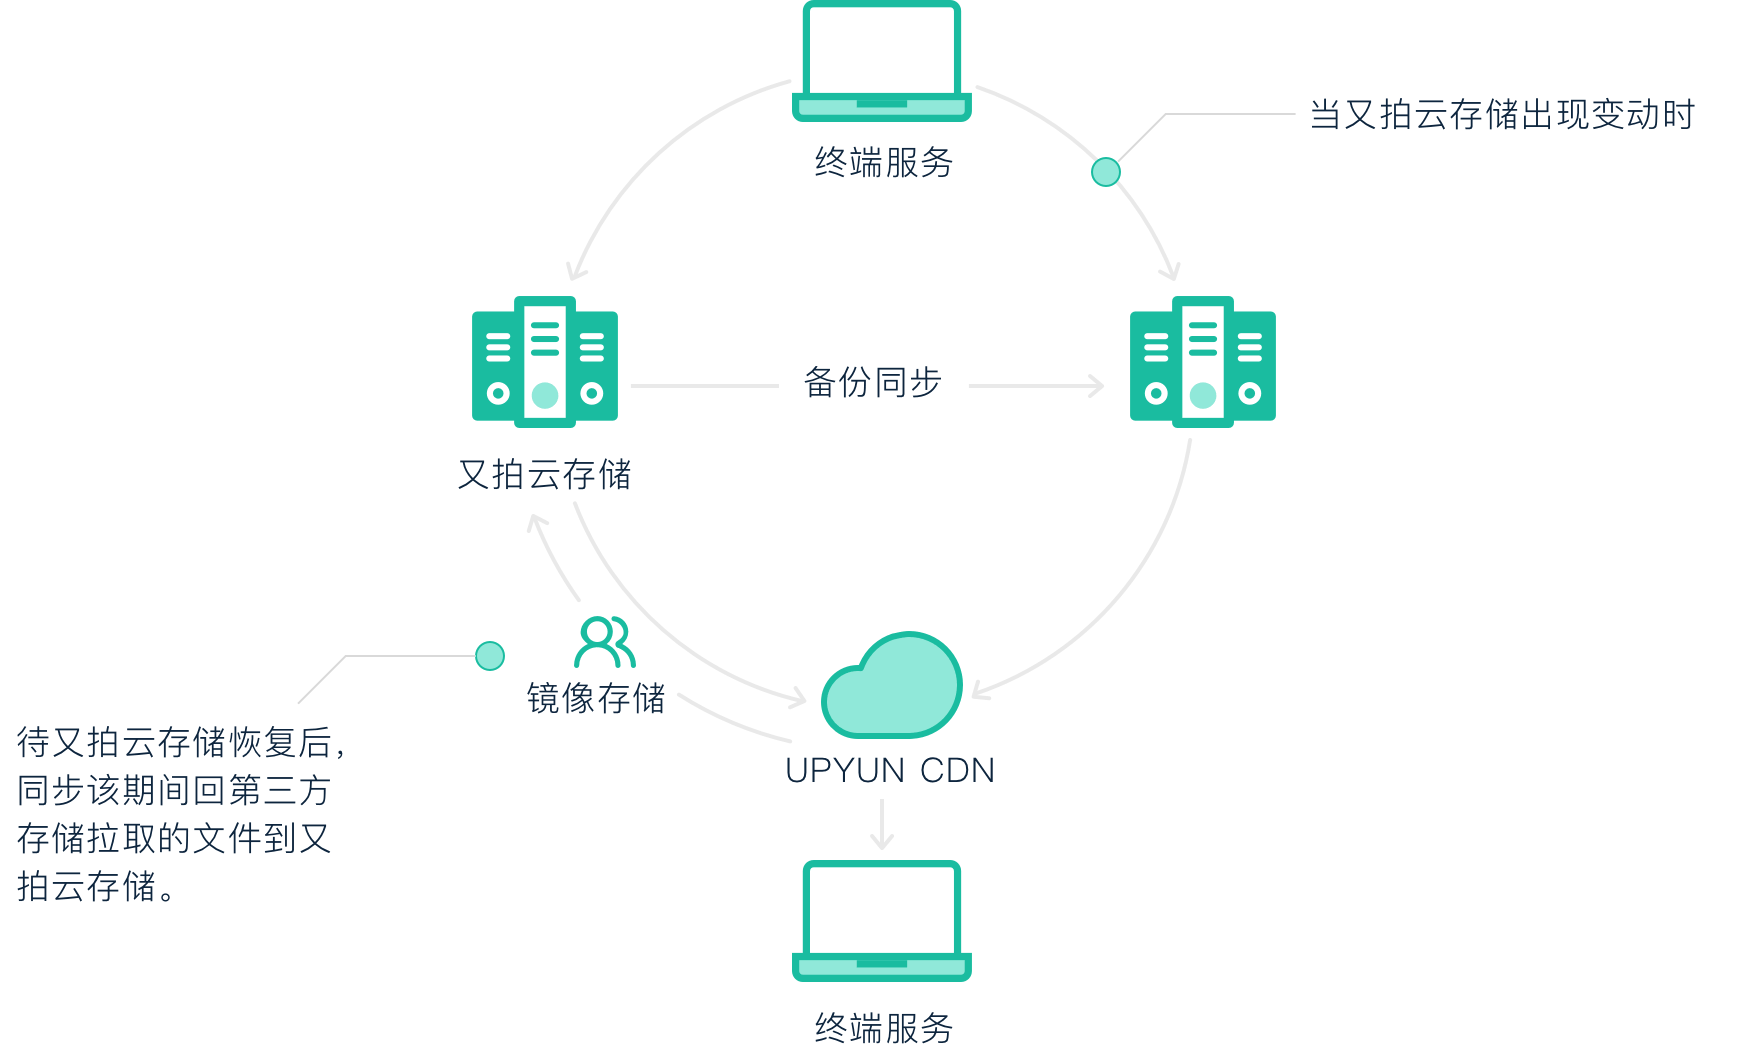 终端服务
当又拍云存储出现变动时
备份同步
又拍云存储
镜像存储
待又拍云存储恢复后，
同步该期间回第三方
存储拉取的文件到又
拍云存储。
UPYUN CDN
终端服务